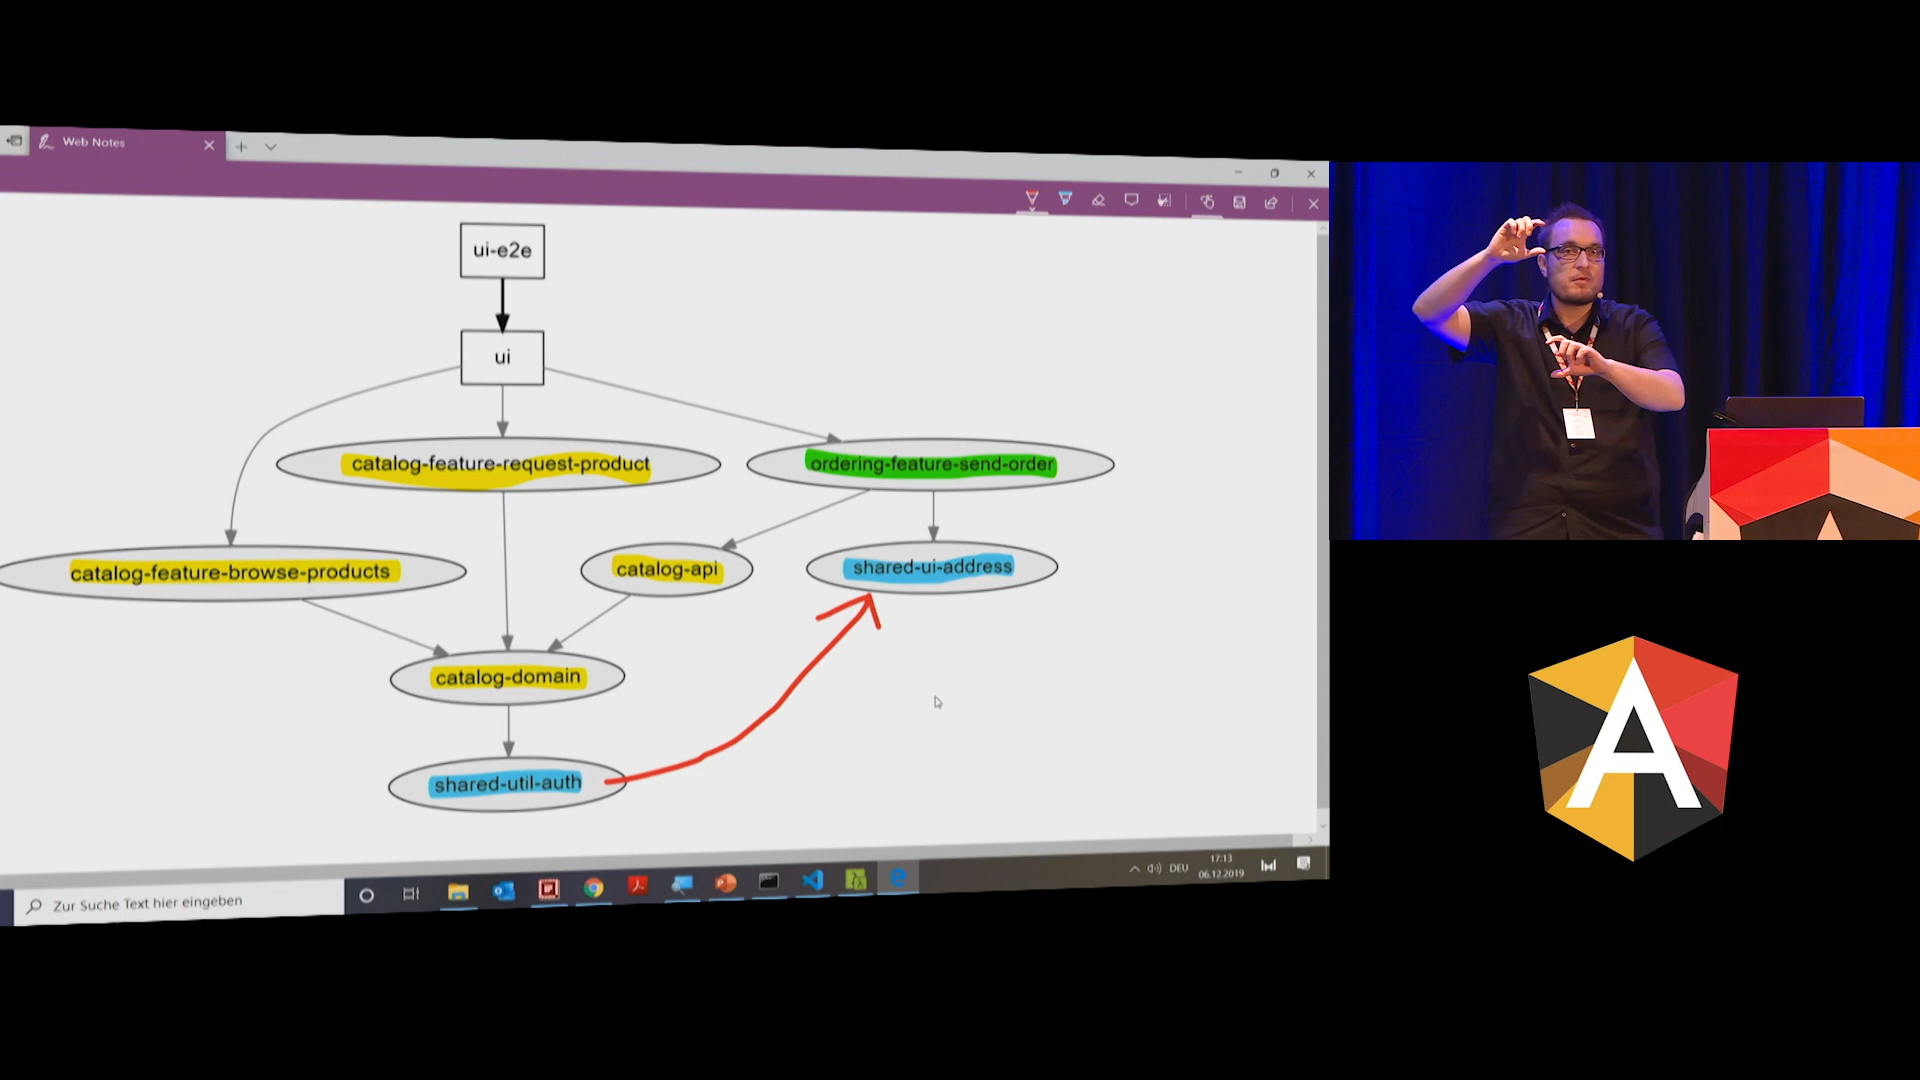 Web Notes
ui-e2e
ui
catalog-feature-request-product
ordering-feature-send-order
catalog-feature-browse-products
catalog-api
shared-ui-address
catalog-domain
shared-util-auth
Zur Suche Text hier eingeben
DEU
17:13
06.12.2019
A